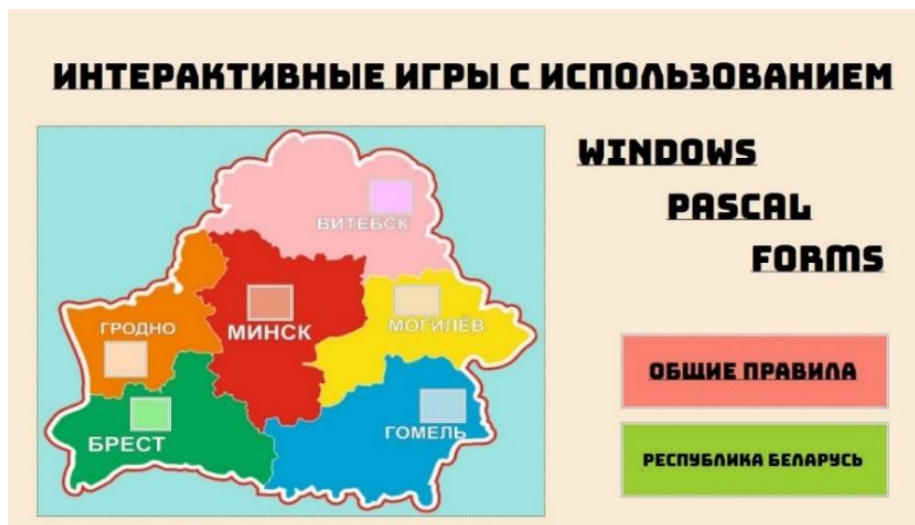 ИНТЕРАКТИВНЫЕ ИГРЫ С ИСПОЛЬЗОВАНИЕМ
WINDOWS
PASCAL
FORMS
ВИТЕБСК
ГРОДНО
МИНСК
МОГИЛЁВ
БРЕСТ
ГОМЕЛЬ
ОБЩИЕ ПРАВИЛА
РЕСПУБЛИКА БЕЛАРУСЬ